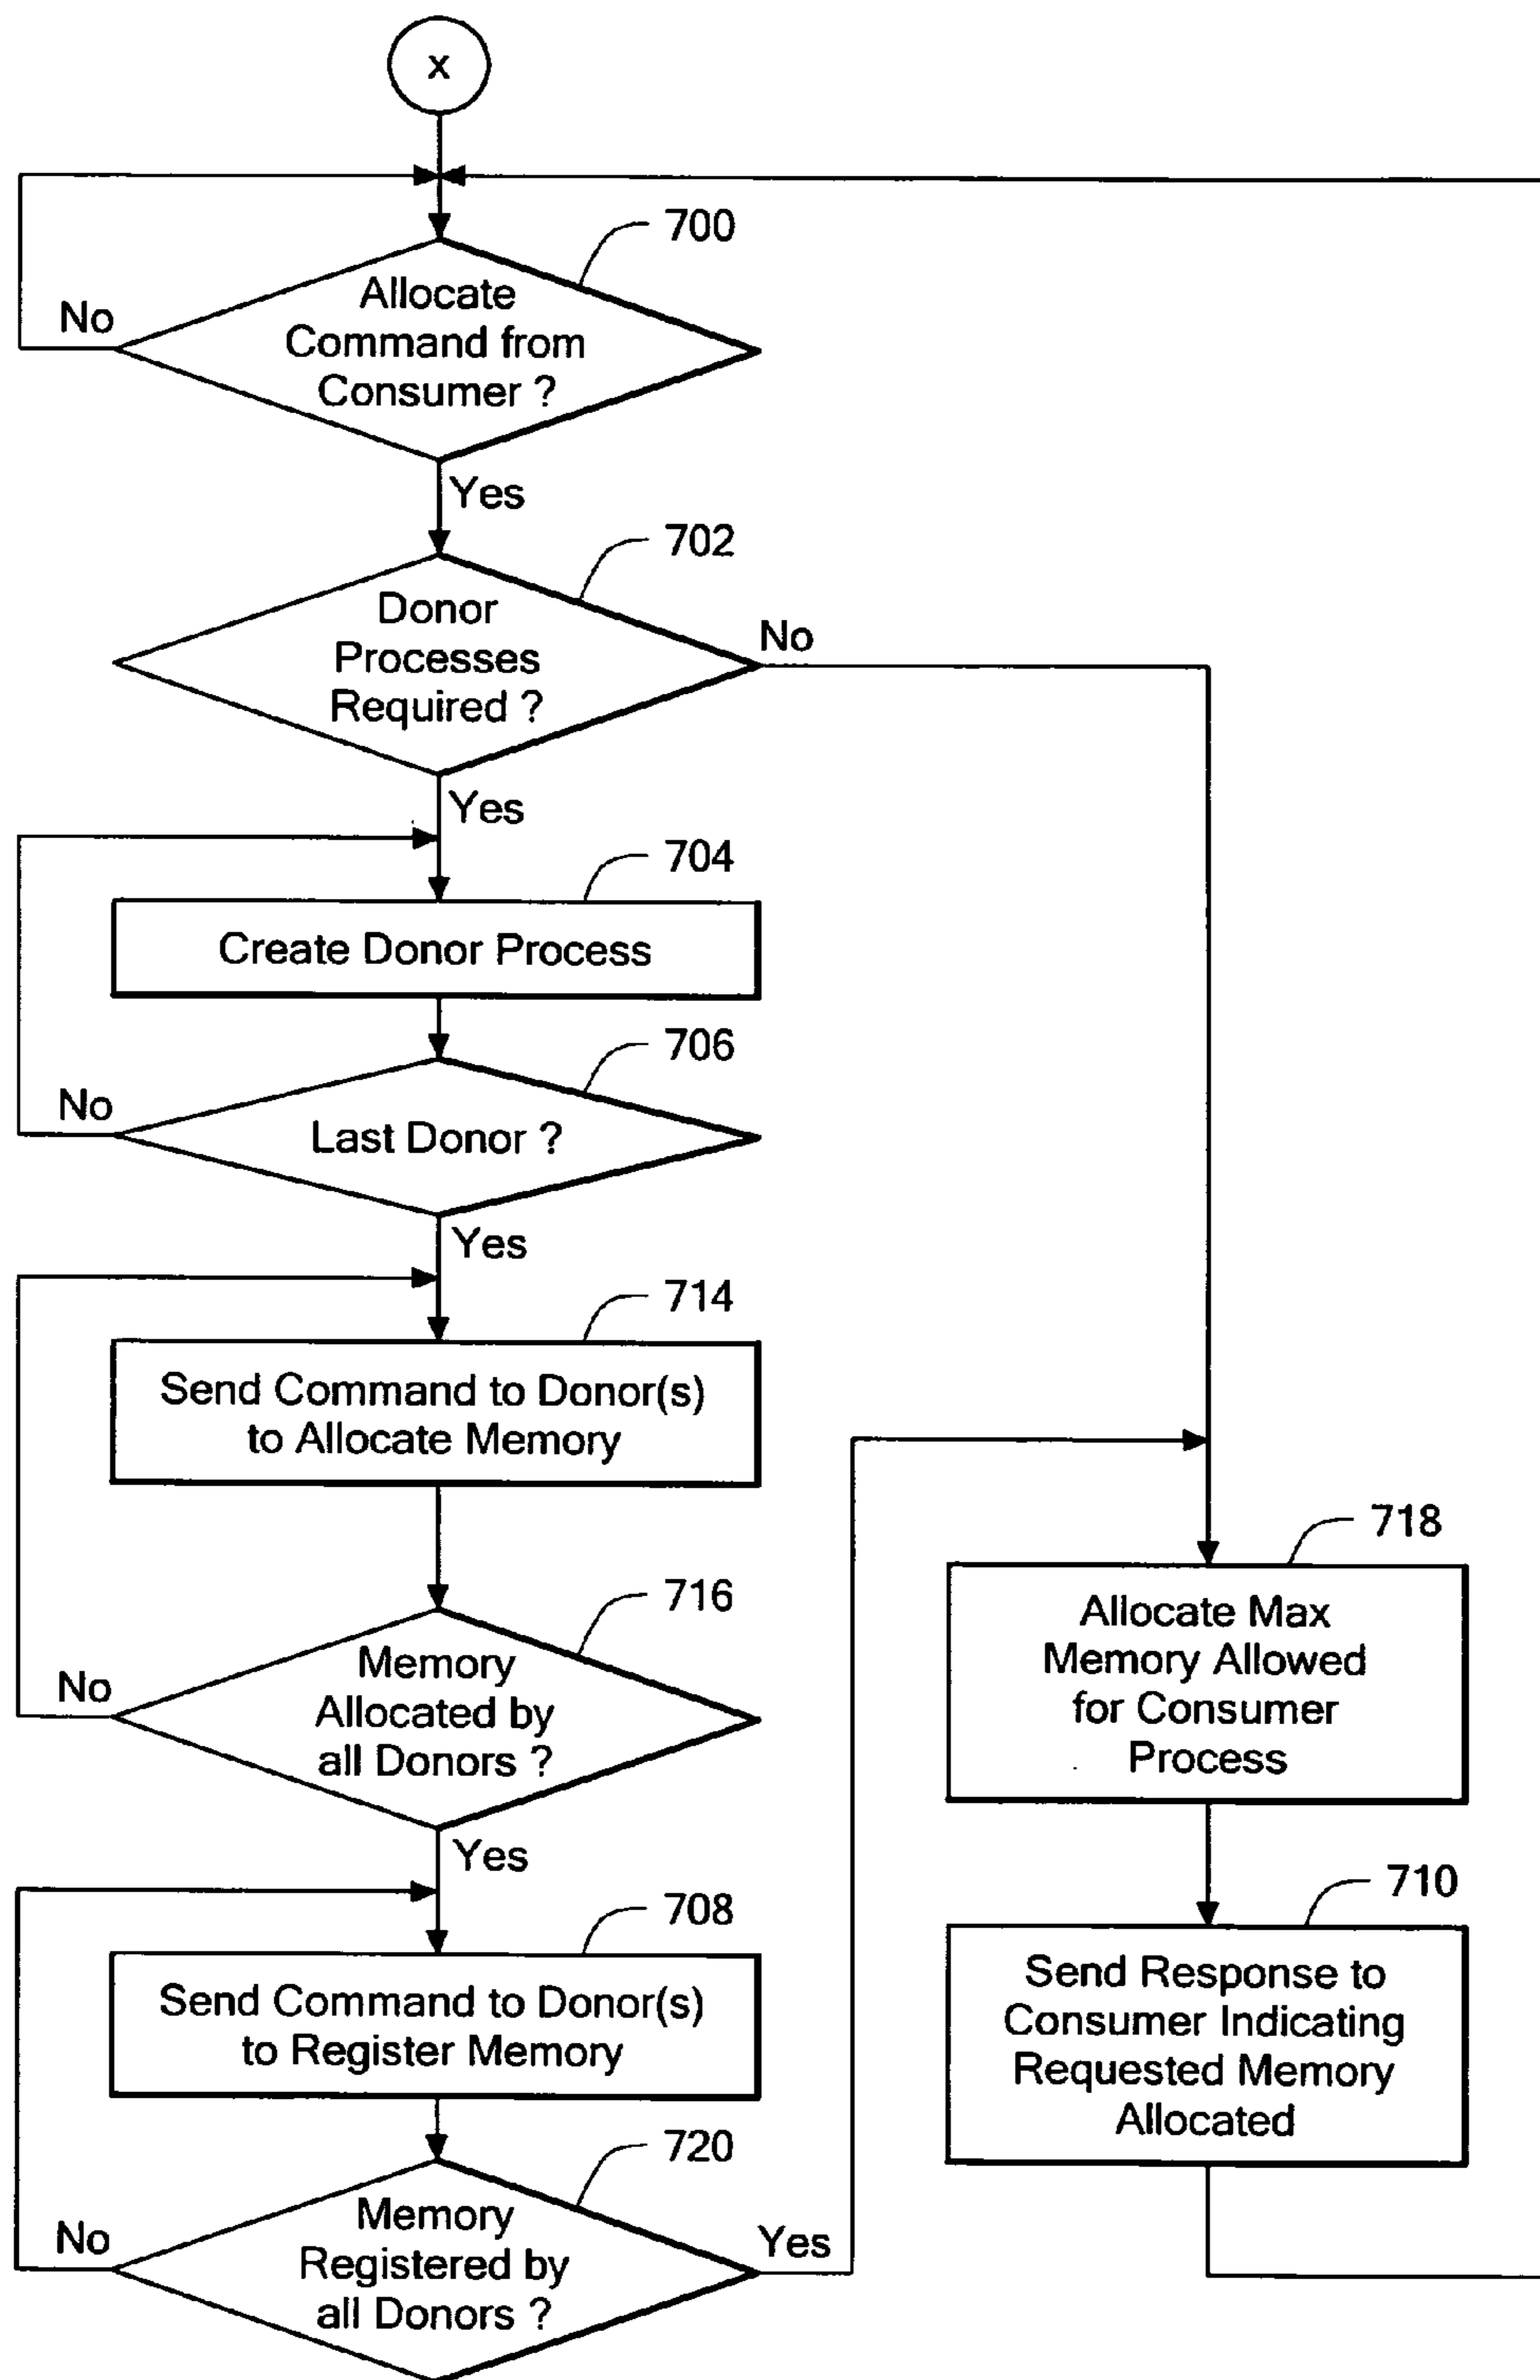 x
700
Allocate
Command from
Consumer ?
No
Yes
702
Donor
Processes
Required ?
No
Yes
704
Create Donor Process
706
Last Donor ?
No
Yes
714
Send Command to Donor(s)
to Allocate Memory
716
Memory
Allocated by
all Donors ?
No
Yes
708
Send Command to Donor(s)
to Register Memory
720
Memory
Registered by
all Donors ?
No
Yes
718
Allocate Max
Memory Allowed
for Consumer
Process
710
Send Response to
Consumer Indicating
Requested Memory
Allocated